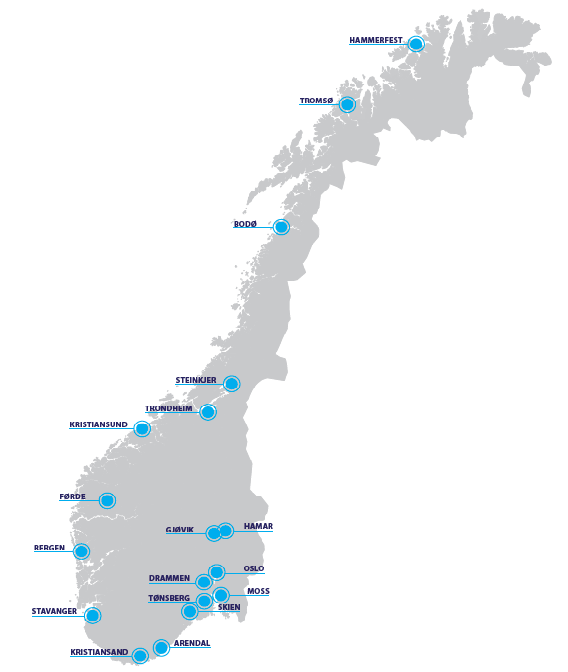 HAMMERFEST
TROMSØ
BODØ
STEINKJER
TRONDHEIM
KRISTIANSUND
FØRDE
HAMAR
GJØVIK
BERGEN
OSLO
DRAMMEN
MOSS
TØNSBERG
SKIEN
STAVANGER
ARENDAL
KRISTIANSAND